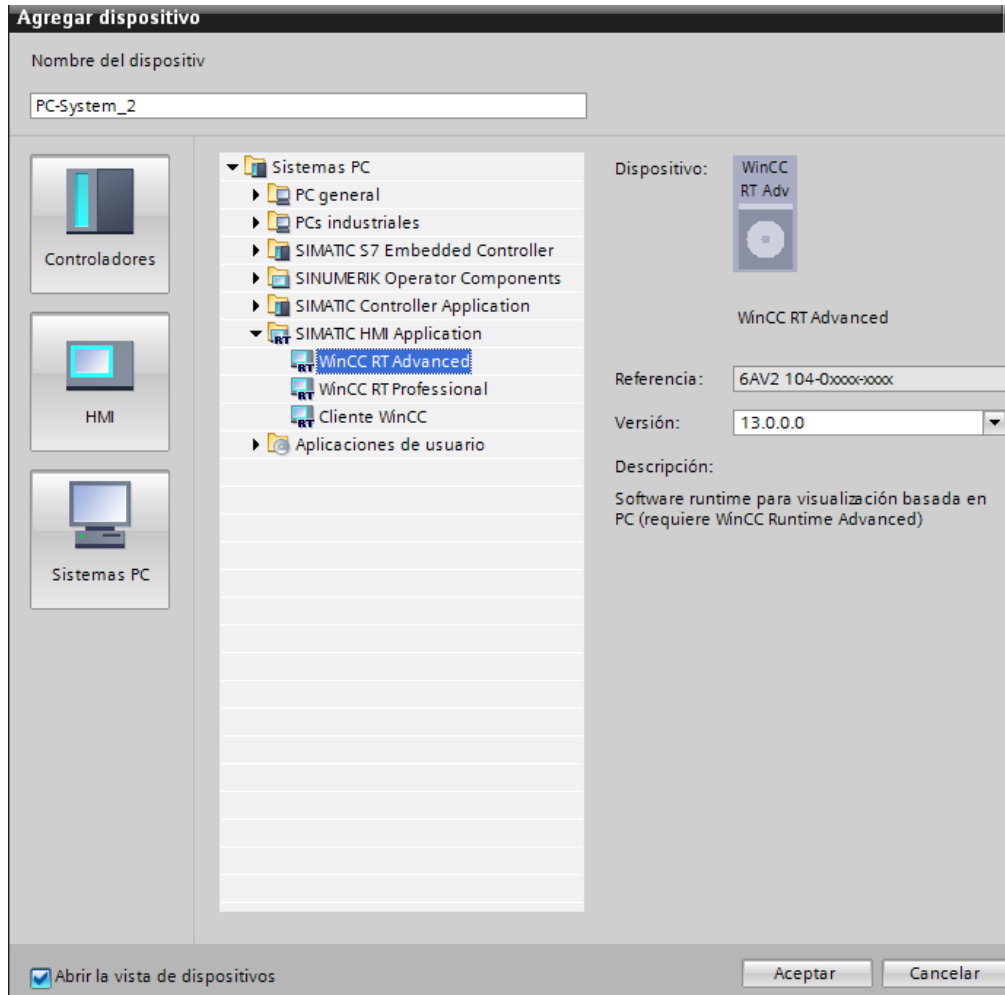 Agregar dispositivo
Nombre del dispositiv
PC-System_2
Controladores
HMI
Sistemas PC
Sistemas PC
PC general
PCs industriales
SIMATIC S7 Embedded Controller
SINUMERIK Operator Components
SIMATIC Controller Application
SIMATIC HMI Application
WinCC RT Advanced
WinCC RT Professional
Cliente WinCC
Aplicaciones de usuario
Dispositivo:
WinCC
RT Adv
WinCC RT Advanced
Referencia: 6AV2 104-0xxxx-xxxx
Versión: 13.0.0.0
Descripción:
Software runtime para visualización basada en
PC (requiere WinCC Runtime Advanced)
Abrir la vista de dispositivos
Aceptar Cancelar